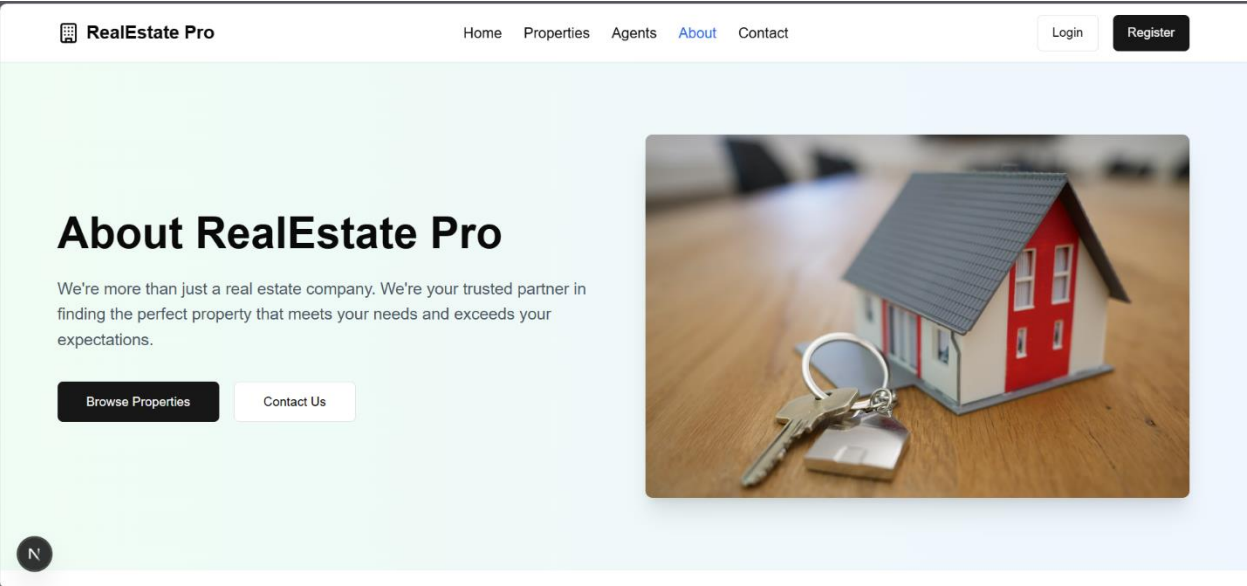 RealEstate Pro
Home Properties Agents About Contact
Login Register
About RealEstate Pro
We're more than just a real estate company. We're your trusted partner in
finding the perfect property that meets your needs and exceeds your
expectations.
Browse Properties Contact Us
N